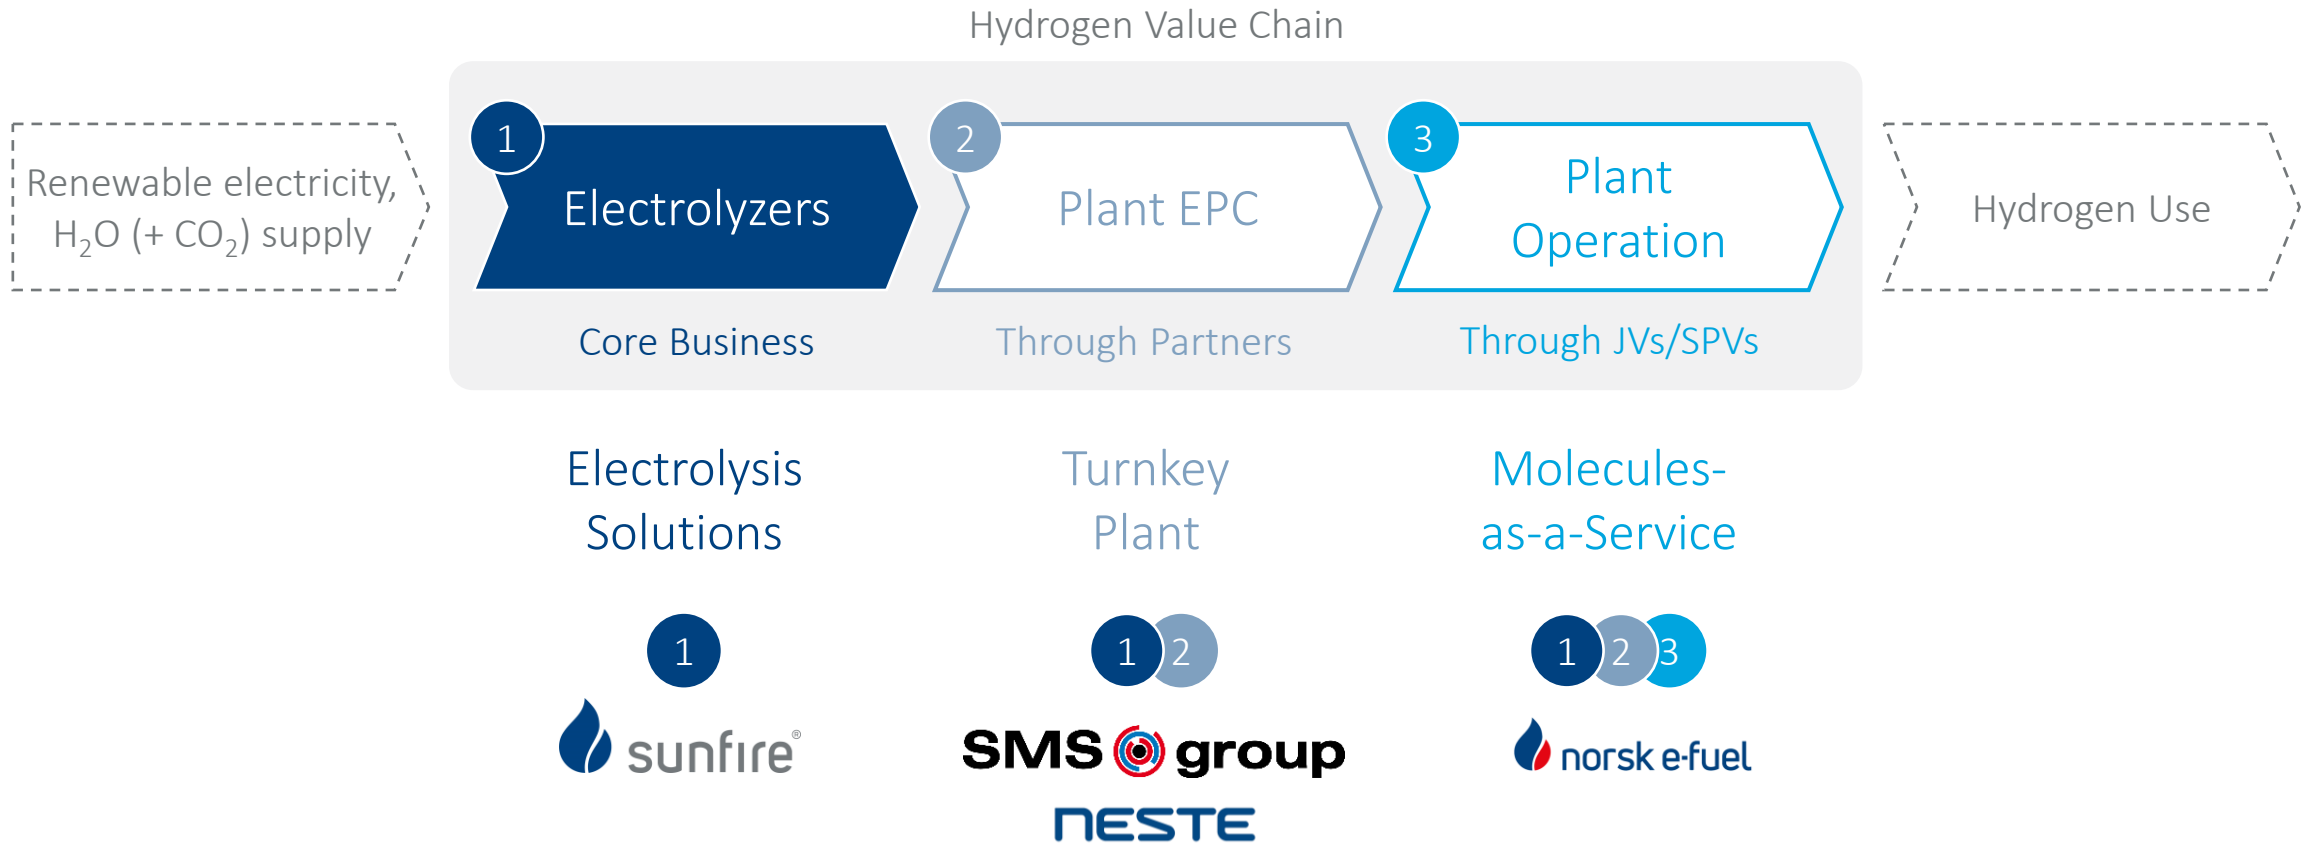 Hydrogen Value Chain
Renewable electricity,
H₂O (+ CO₂) supply
1
Electrolyzers
Core Business
2
Plant EPC
Through Partners
3
Plant
Operation
Through JVs/SPVs
Hydrogen Use
Electrolysis
Solutions
1
sunfire®
Turnkey
Plant
1 2
SMS group
NESTE
Molecules-
as-a-Service
1 2 3
norsk e-fuel